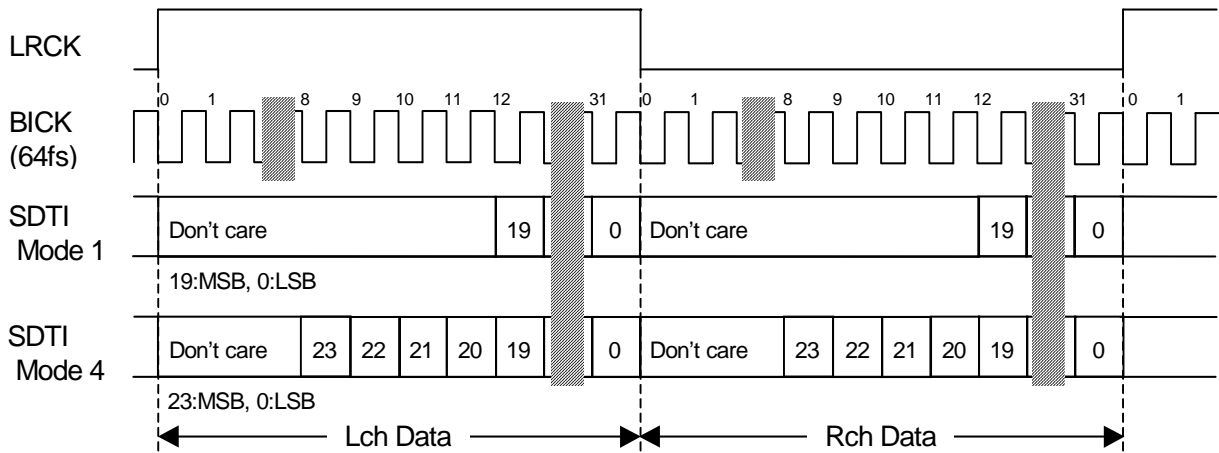 LRCK
0 1 8 9 10 11 12 31 0 1 8 9 10 11 12 31 0 1
BICK
(64fs)
SDTI
Mode 1
Don't care 19 0 Don't care 19 0
19:MSB, 0:LSB
SDTI
Mode 4
Don't care 23 22 21 20 19 0 Don't care 23 22 21 20 19 0
23:MSB, 0:LSB
Lch Data Rch Data